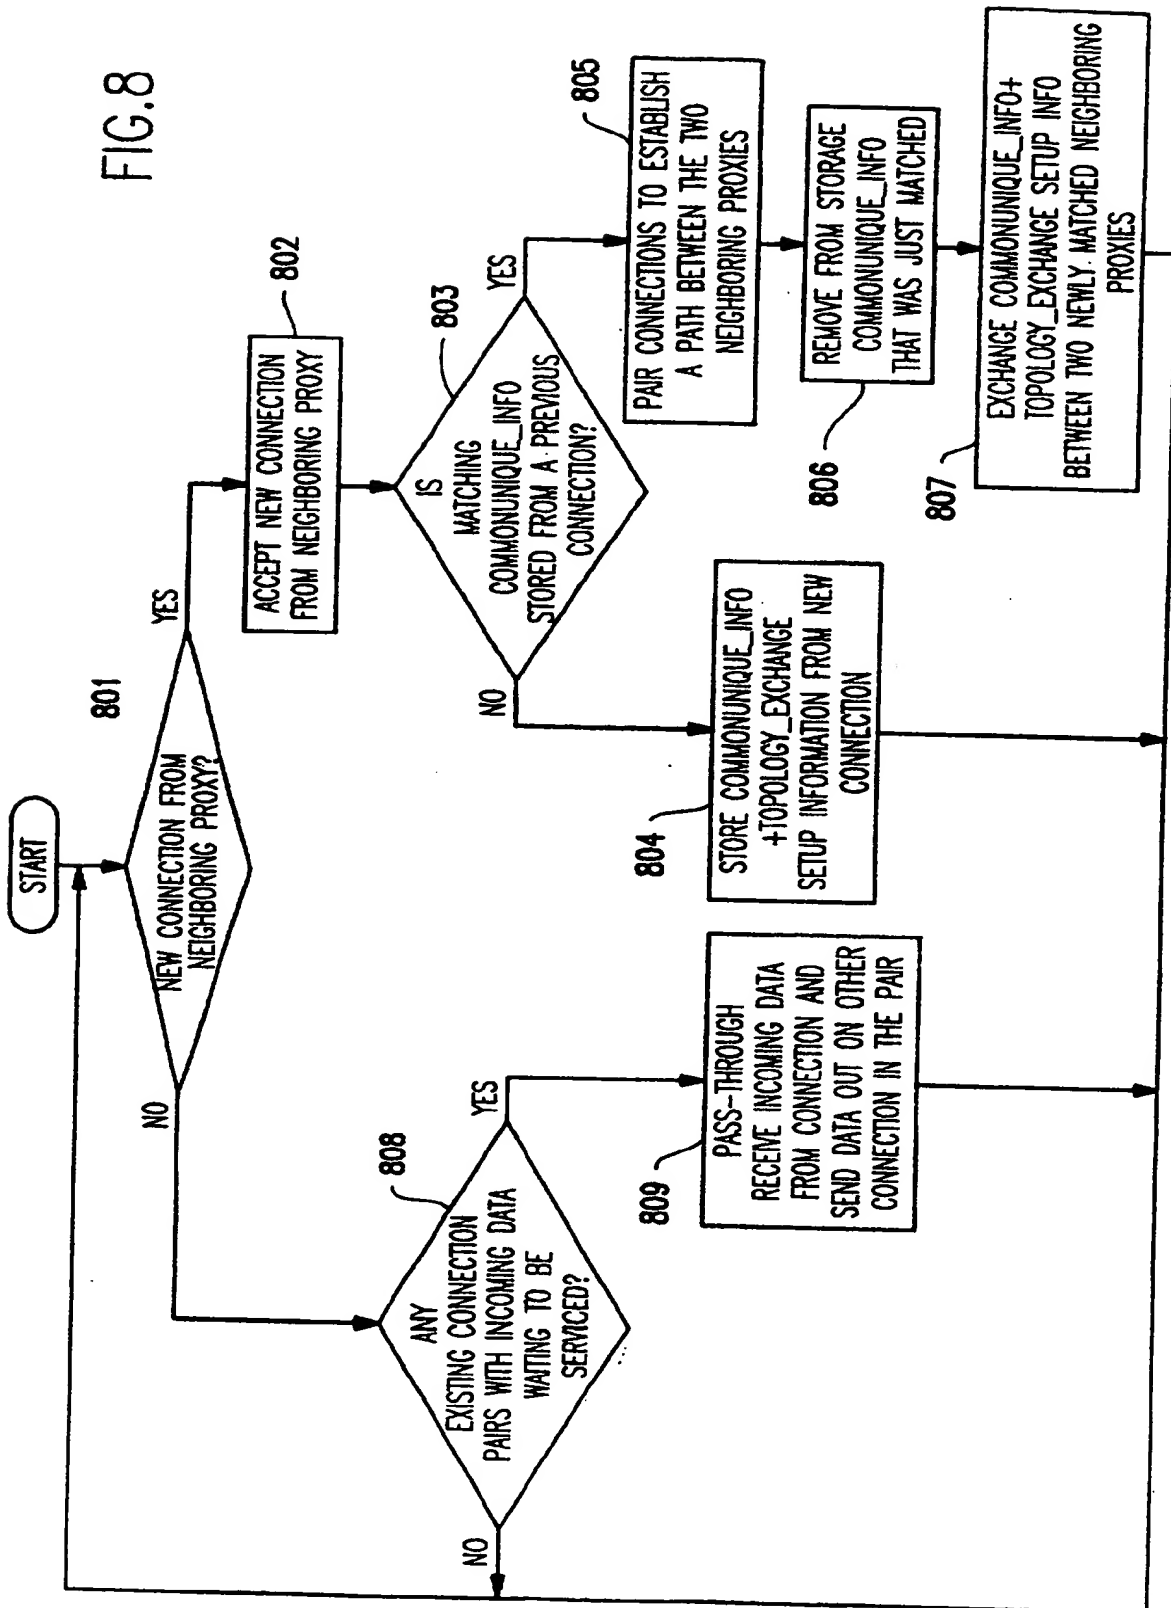 FIG.8
START
801
NEW CONNECTION FROM
NEIGHBORING PROXY?
YES
NO
802
ACCEPT NEW CONNECTION
FROM NEIGHBORING PROXY
803
IS
MATCHING
COMMONUNIQUE_INFO
STORED FROM A PREVIOUS
CONNECTION?
YES
NO
805
PAIR CONNECTIONS TO ESTABLISH
A PATH BETWEEN THE TWO
NEIGHBORING PROXIES
806
REMOVE FROM STORAGE
COMMONUNIQUE_INFO
THAT WAS JUST MATCHED
807
EXCHANGE COMMONUNIQUE_INFO+
TOPOLOGY_EXCHANGE SETUP INFO
BETWEEN TWO NEWLY MATCHED NEIGHBORING
PROXIES
804
STORE COMMONUNIQUE_INFO
+TOPOLOGY_EXCHANGE
SETUP INFORMATION FROM NEW
CONNECTION
808
ANY
EXISTING CONNECTION
PAIRS WITH INCOMING DATA
WAITING TO BE
SERVICED?
YES
NO
809
PASS-THROUGH
RECEIVE INCOMING DATA
FROM CONNECTION AND
SEND DATA OUT ON OTHER
CONNECTION IN THE PAIR